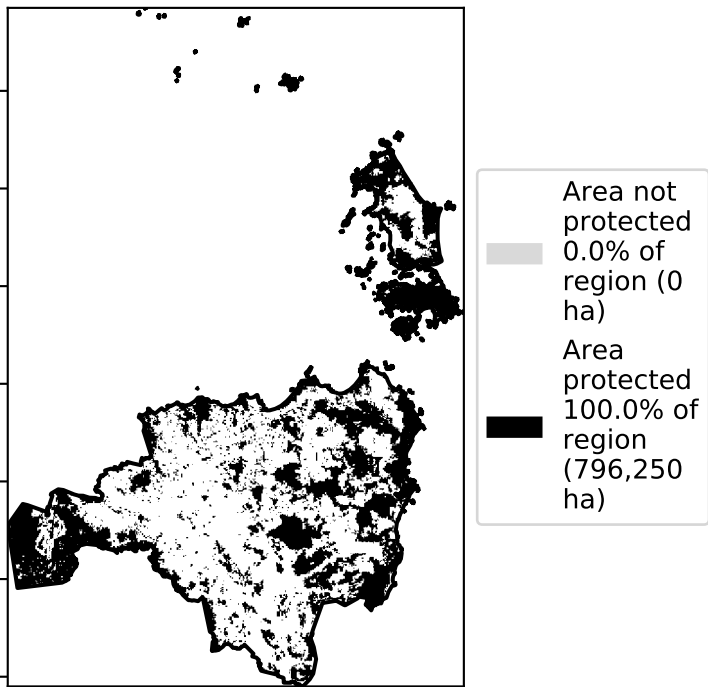 Area not
protected
0.0% of
region (0
ha)
Area
protected
100.0% of
region
(796,250
ha)